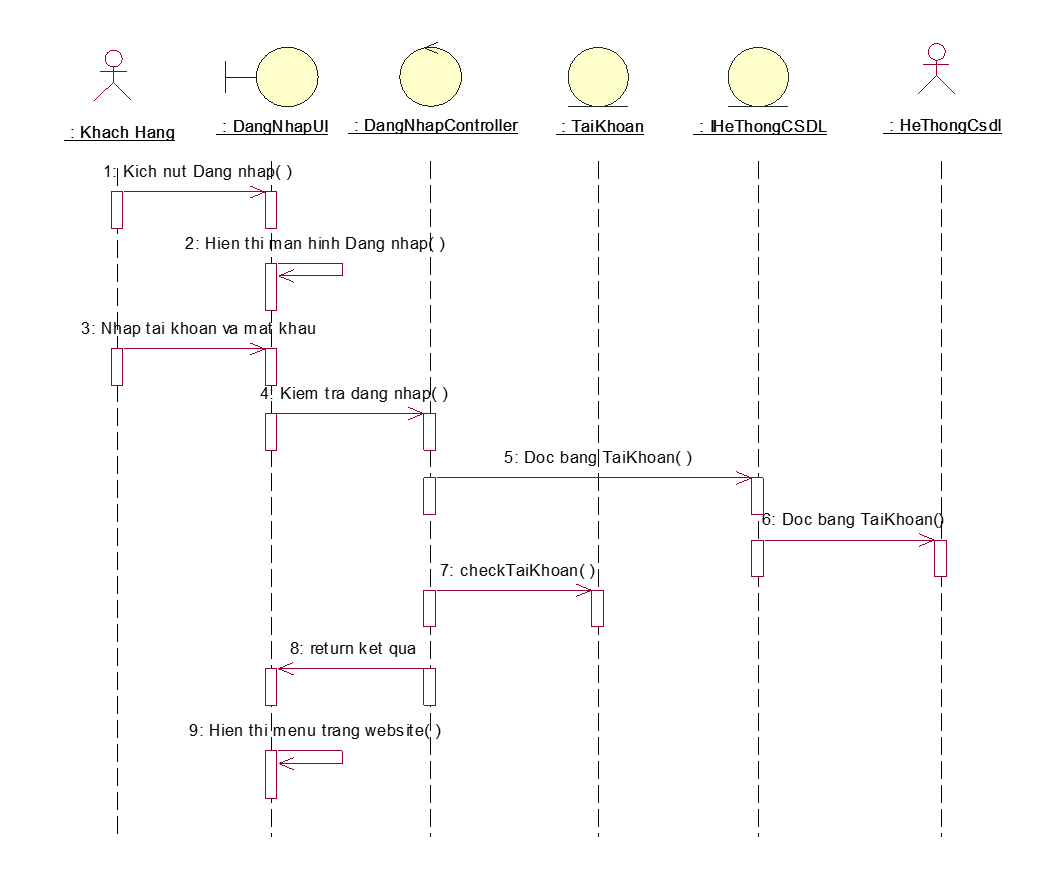 : Khach Hang
: DangNhapUI
: DangNhapController
: TaiKhoan
: IHeThongCSDL
: HeThongCsdl
1: Kich nut Dang nhap( )
2: Hien thi man hinh Dang nhap( )
3: Nhap tai khoan va mat khau
4: Kiem tra dang nhap( )
5: Doc bang TaiKhoan( )
6: Doc bang TaiKhoan()
7: checkTaiKhoan( )
8: return ket qua
9: Hien thi menu trang website( )